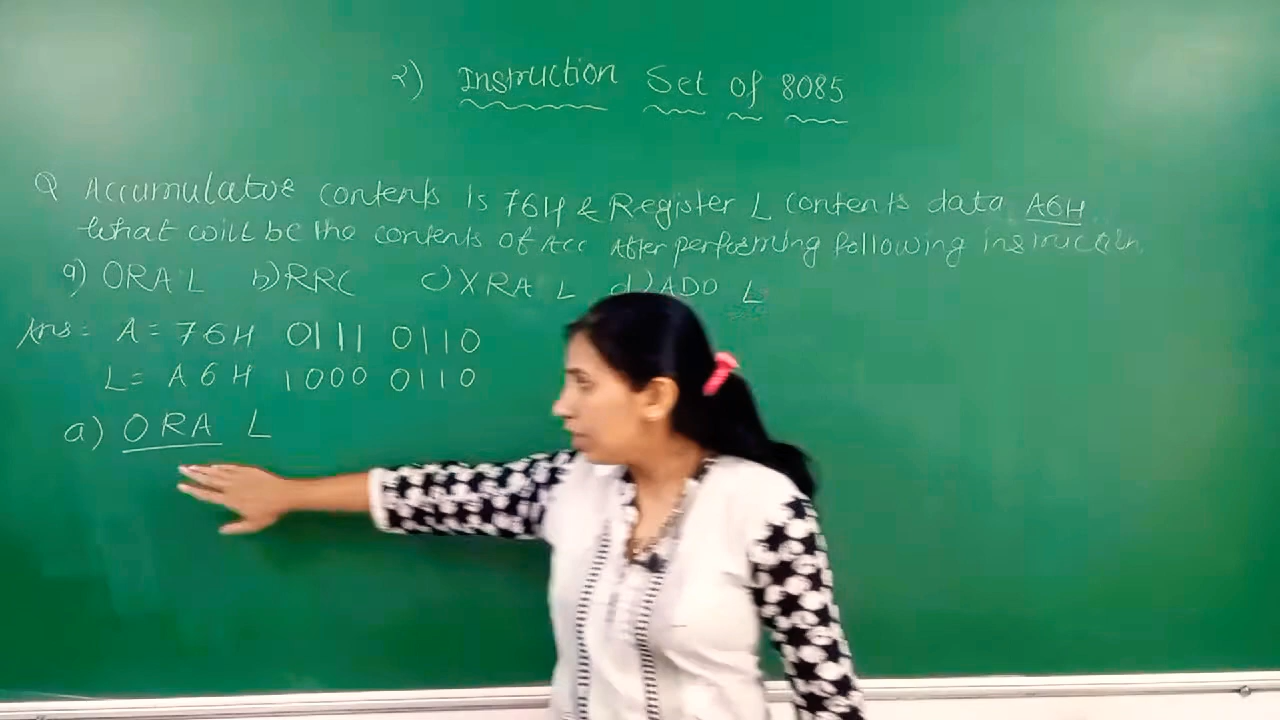 2) Instruction Set of 8085
Q Accumulator contents is 76H & Register L contents data A6H
What will be the contents of Acc After performing following instruction.
a) ORA L b) RRC c) XRA L d) ADD L
Ans: A = 76H 0111 0110
L = A6H 1000 0110
a) ORA L